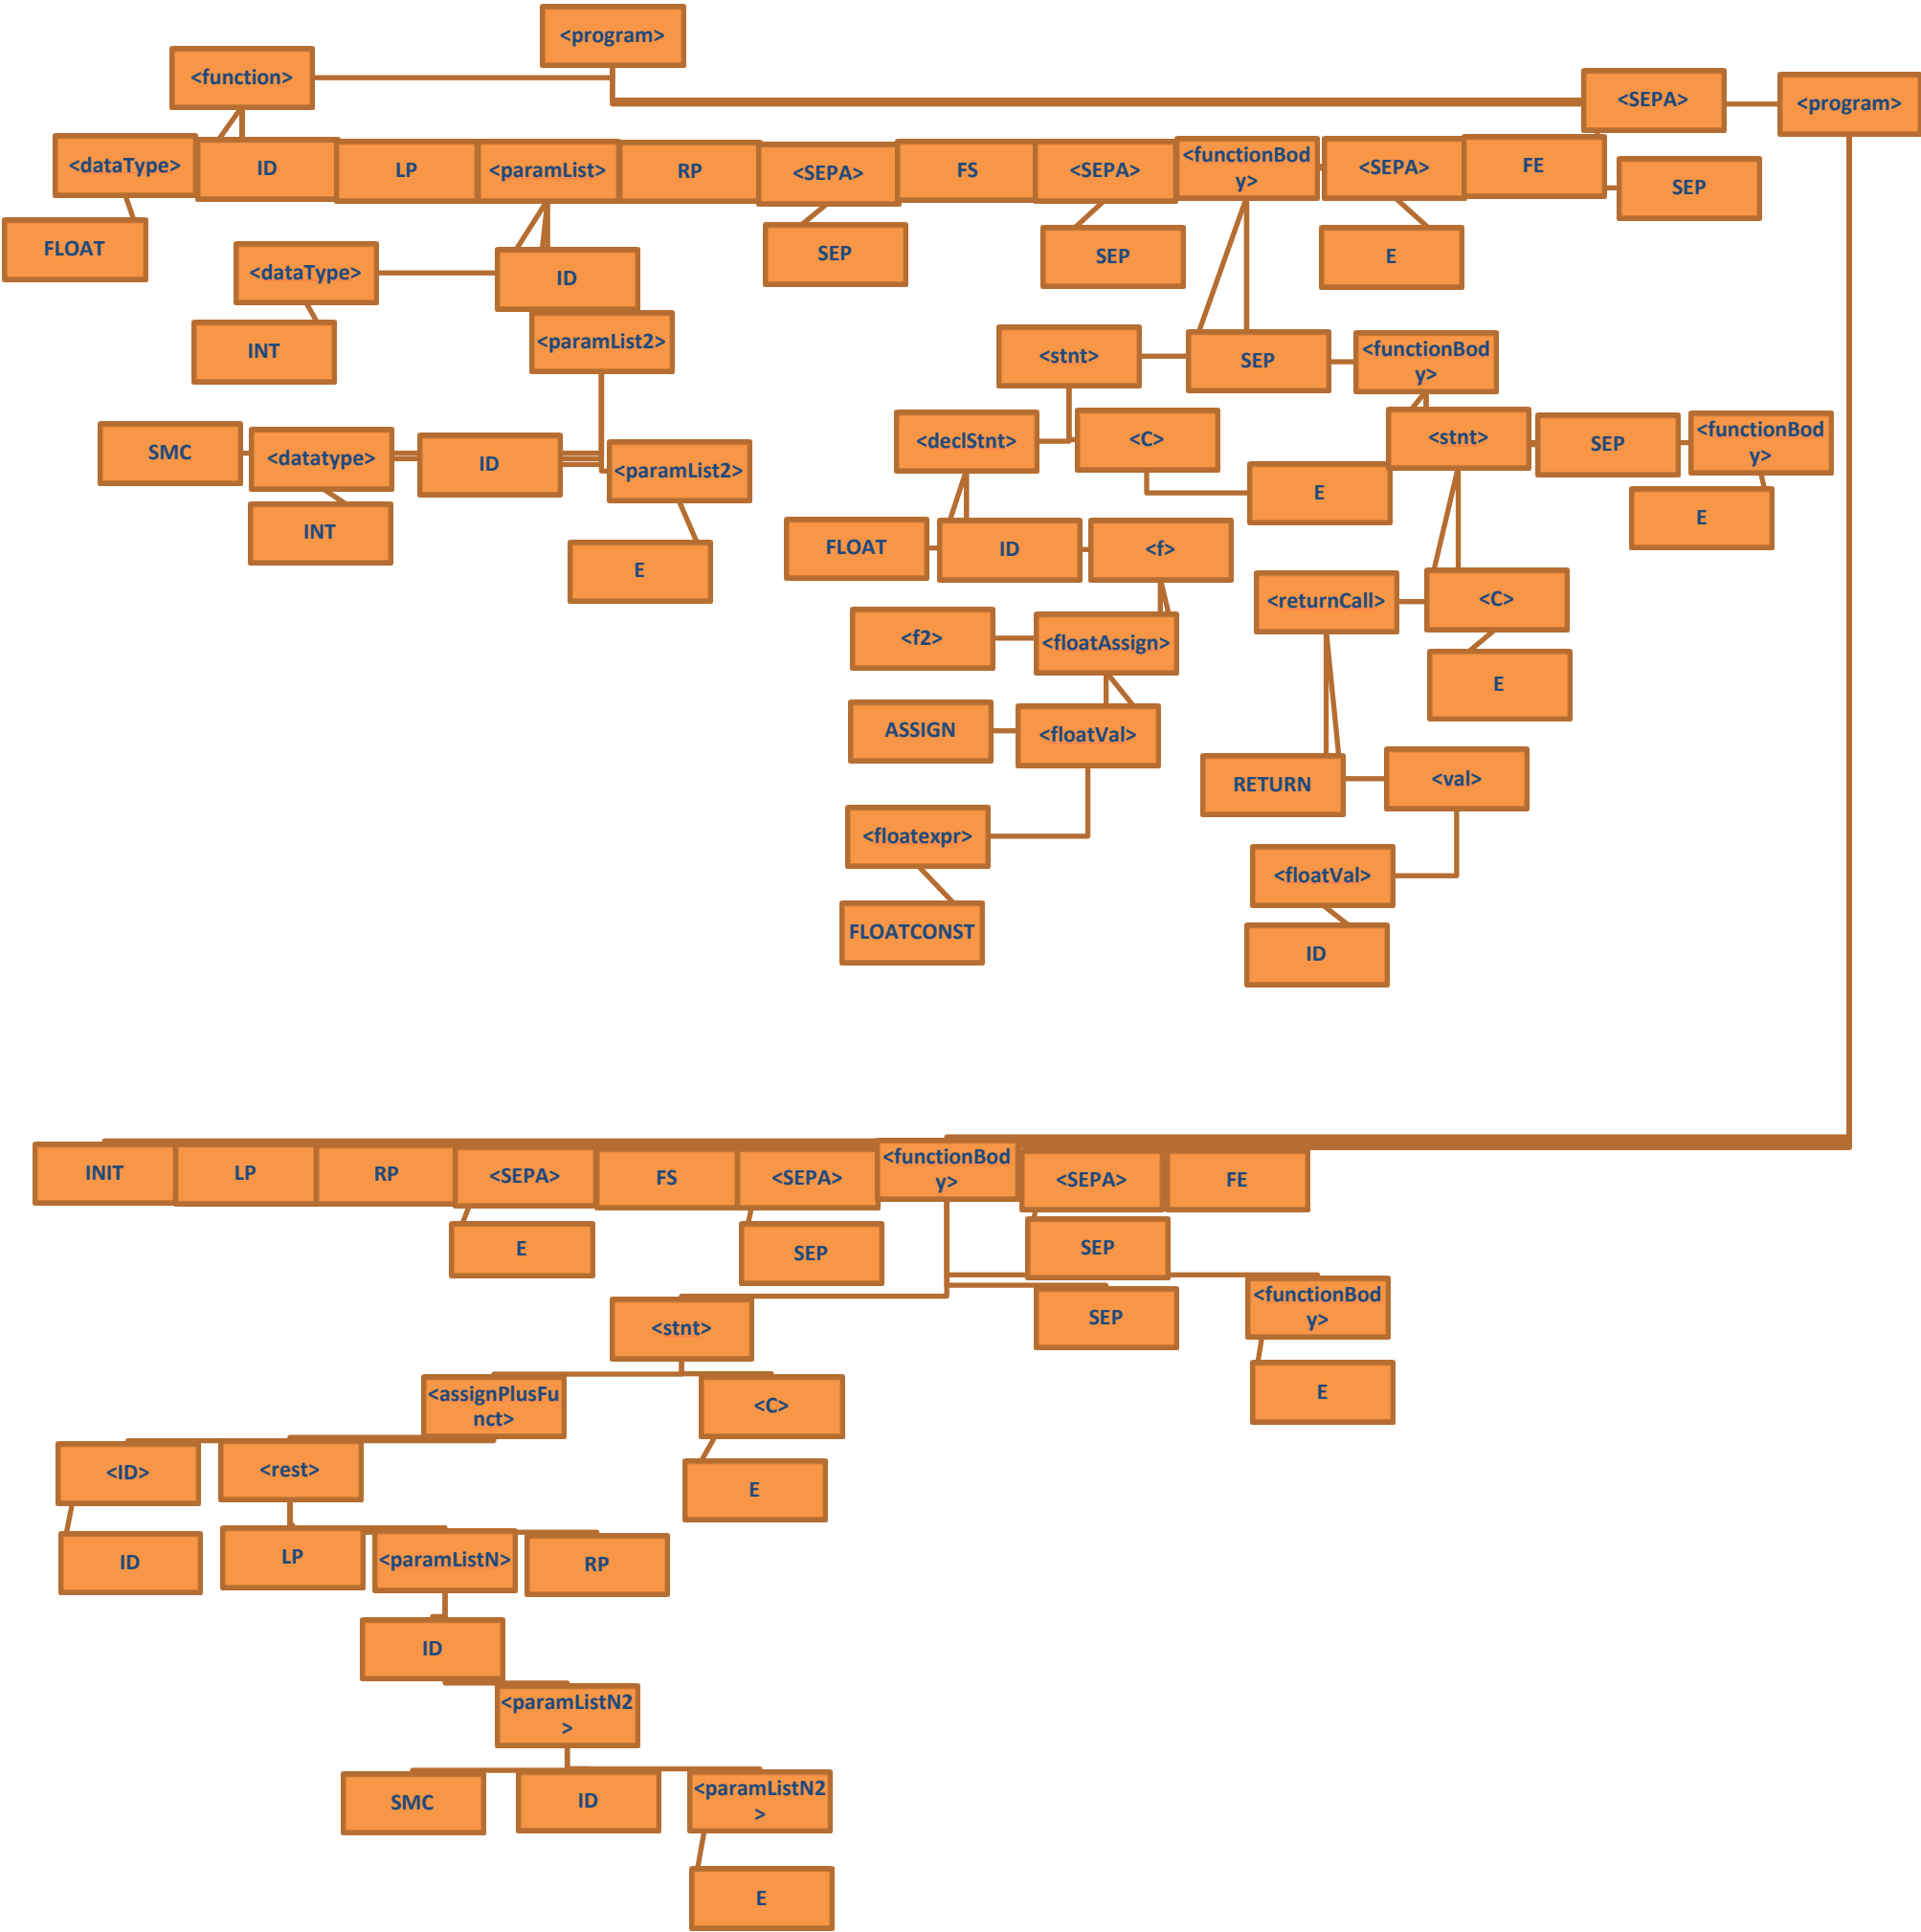 <program>
<function>
<SEPA>
<program>
<dataType>
ID
LP
<paramList>
RP
<SEPA>
FS
<SEPA>
<functionBod
y>
<SEPA>
FE
SEP
FLOAT
<dataType>
ID
SEP
SEP
E
INT
<paramList2>
<stnt>
SEP
<functionBod
y>
SMC
<datatype>
ID
<paramList2>
<declStnt>
<C>
<stnt>
SEP
<functionBod
y>
INT
E
E
E
FLOAT
ID
<f>
<returnCall>
<C>
<f2>
<floatAssign>
E
ASSIGN
<floatVal>
RETURN
<val>
<floatexpr>
<floatVal>
FLOATCONST
ID
INIT
LP
RP
<SEPA>
FS
<SEPA>
<functionBod
y>
<SEPA>
FE
E
SEP
SEP
<stnt>
SEP
<functionBod
y>
<assignPlusFu
nct>
<C>
E
<ID>
<rest>
E
ID
LP
<paramListN>
RP
ID
<paramListN2
>
SMC
ID
<paramListN2
>
E